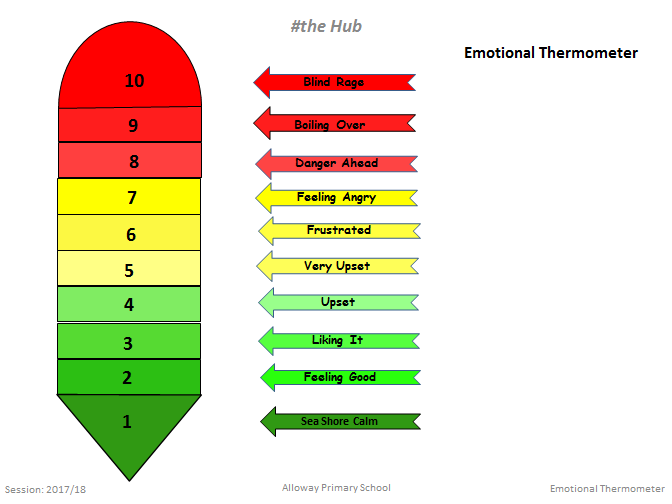 #the Hub
Emotional Thermometer
10 Blind Rage
9 Boiling Over
8 Danger Ahead
7 Feeling Angry
6 Frustrated
5 Very Upset
4 Upset
3 Liking It
2 Feeling Good
1 Sea Shore Calm
Session: 2017/18 Alloway Primary School Emotional Thermometer